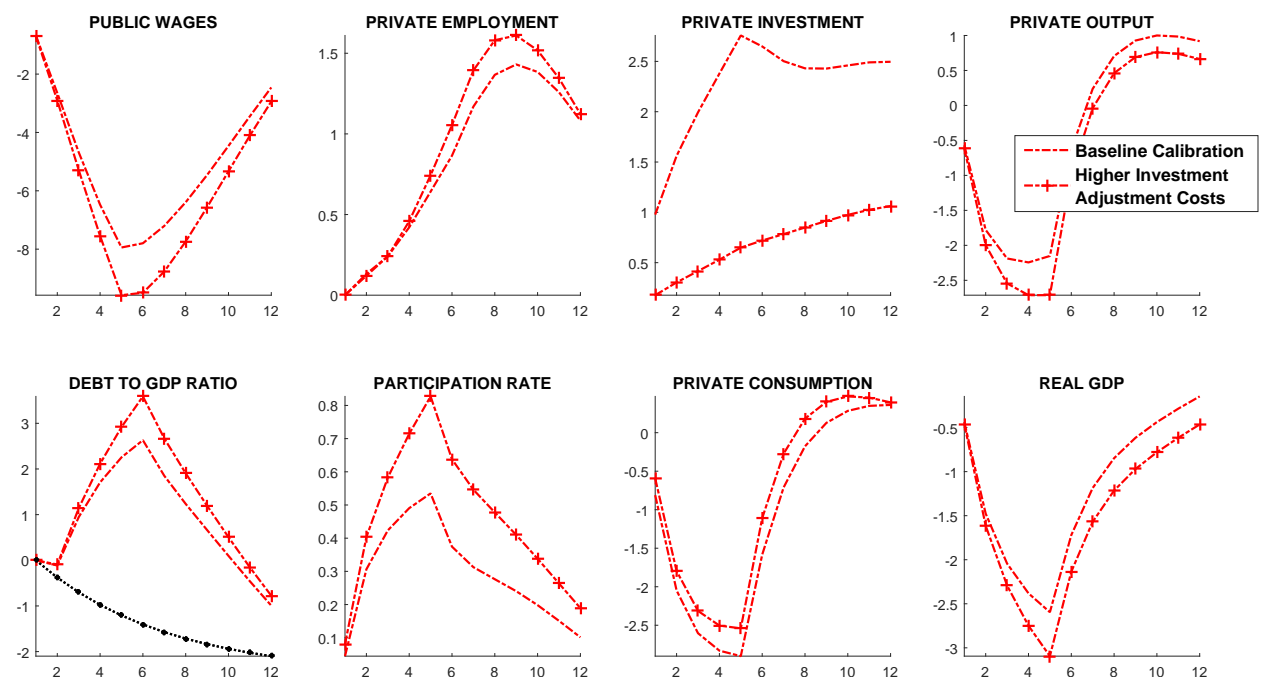 PUBLIC WAGES
-2
-4
-6
-8
2 4 6 8 10 12
PRIVATE EMPLOYMENT
1.5
1
0.5
0
2 4 6 8 10 12
PRIVATE INVESTMENT
2.5
2
1.5
1
0.5
2 4 6 8 10 12
PRIVATE OUTPUT
1
0.5
0
-0.5
-1
-1.5
-2
-2.5
2 4 6 8 10 12
Baseline Calibration
Higher Investment
Adjustment Costs
DEBT TO GDP RATIO
3
2
1
0
-1
-2
2 4 6 8 10 12
PARTICIPATION RATE
0.8
0.7
0.6
0.5
0.4
0.3
0.2
0.1
2 4 6 8 10 12
PRIVATE CONSUMPTION
0
-0.5
-1
-1.5
-2
-2.5
2 4 6 8 10 12
REAL GDP
-0.5
-1
-1.5
-2
-2.5
-3
2 4 6 8 10 12